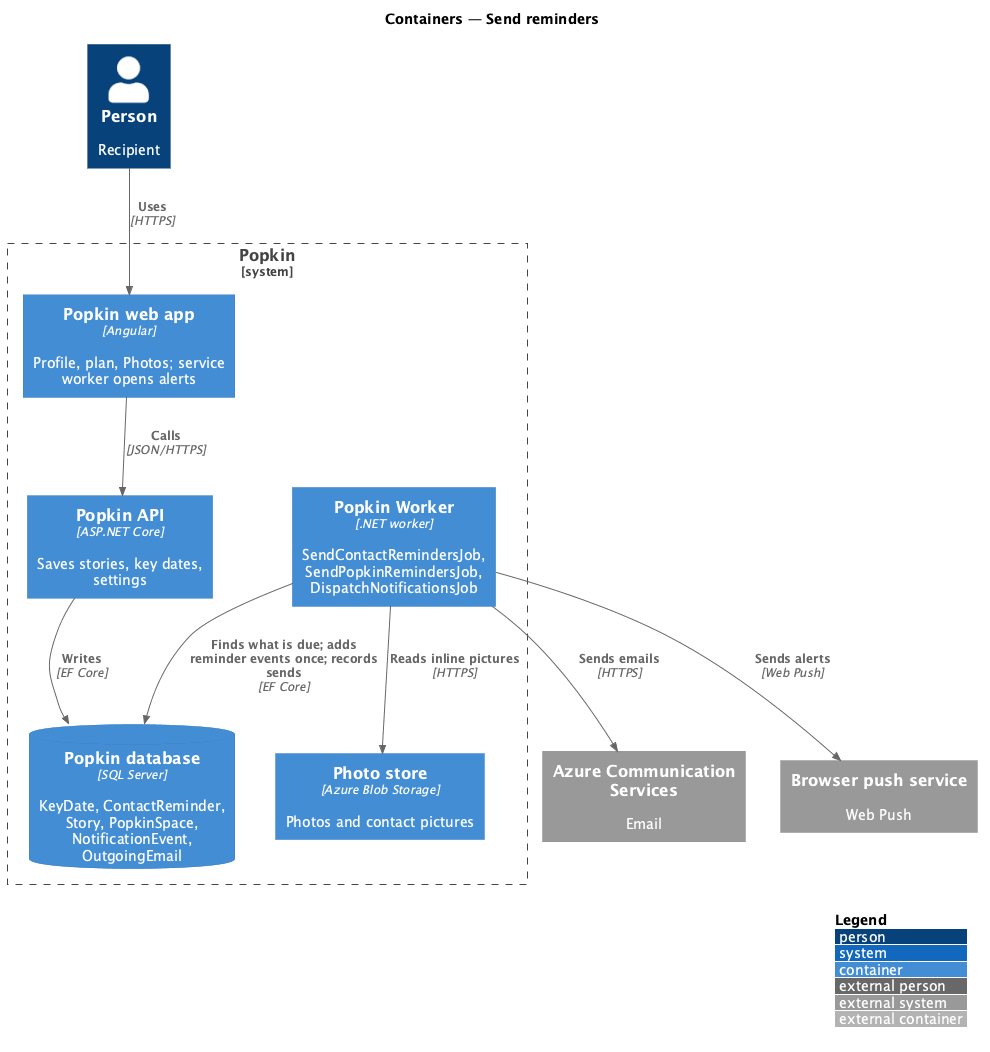 Containers — Send reminders
Person
Recipient
Uses
[HTTPS]
Popkin
[system]
Popkin web app
[Angular]
Profile, plan, Photos; service
worker opens alerts
Calls
[JSON/HTTPS]
Popkin API
[ASP.NET Core]
Saves stories, key dates,
settings
Popkin Worker
[.NET worker]
SendContactRemindersJob,
SendPopkinRemindersJob,
DispatchNotificationsJob
Writes
[EF Core]
Finds what is due; adds
reminder events once; records
sends
[EF Core]
Reads inline pictures
[HTTPS]
Sends emails
[HTTPS]
Sends alerts
[Web Push]
Popkin database
[SQL Server]
KeyDate, ContactReminder,
Story, PopkinSpace,
NotificationEvent,
OutgoingEmail
Photo store
[Azure Blob Storage]
Photos and contact pictures
Azure Communication
Services
Email
Browser push service
Web Push
Legend
person
system
container
external person
external system
external container